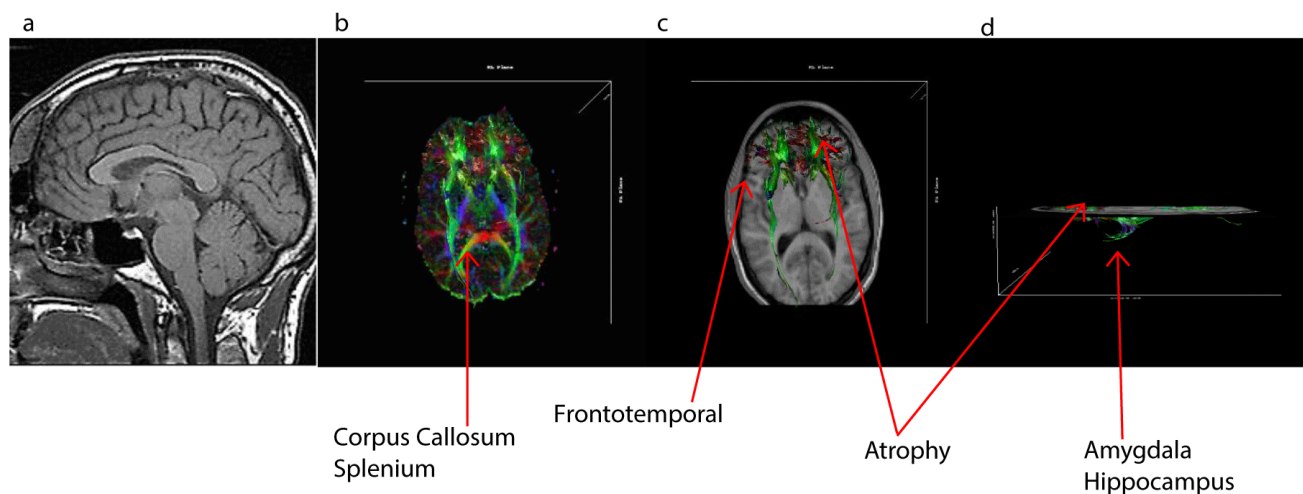 a
b
c
d
Corpus Callosum
Splenium
Frontotemporal
Atrophy
Amygdala
Hippocampus